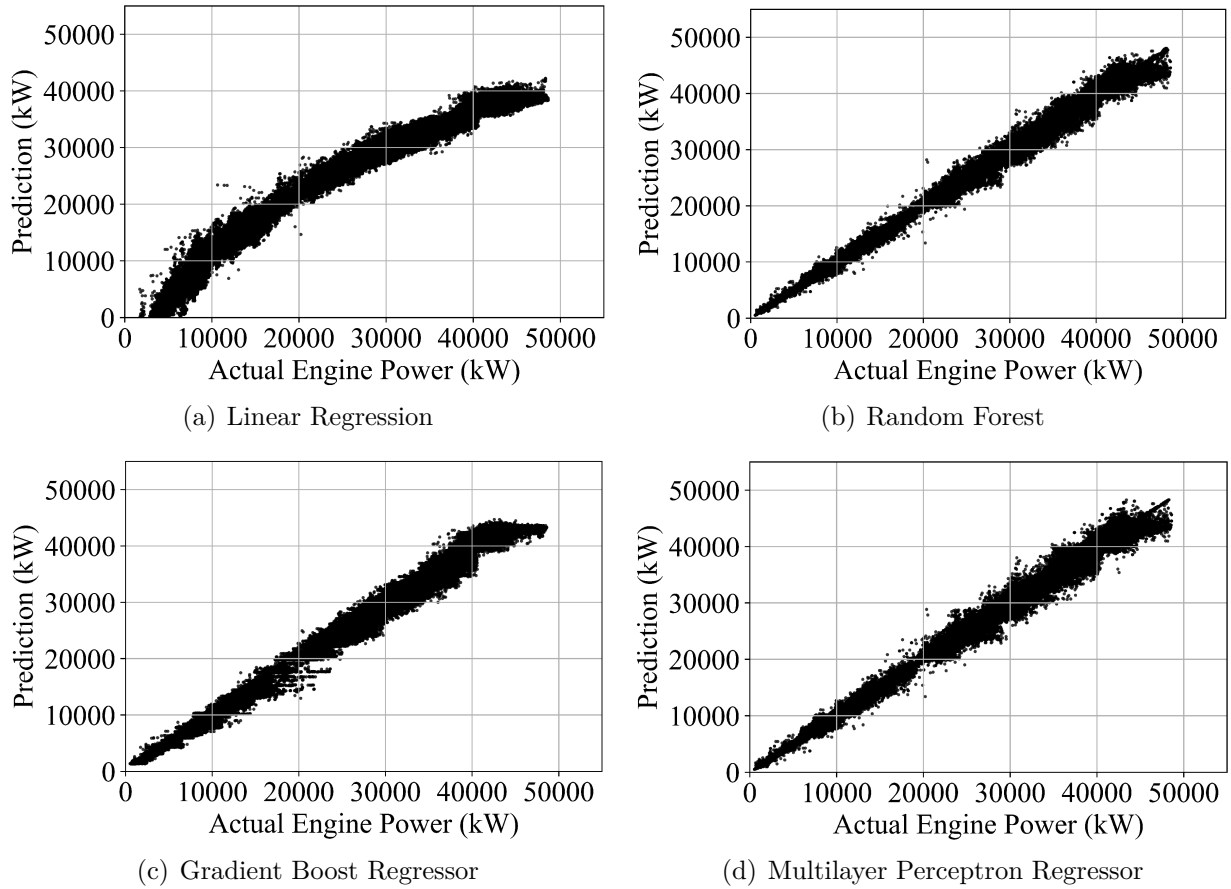 50000
40000
30000
20000
10000
0
Prediction (kW)
0 10000 20000 30000 40000 50000
Actual Engine Power (kW)
(a) Linear Regression
50000
40000
30000
20000
10000
0
Prediction (kW)
0 10000 20000 30000 40000 50000
Actual Engine Power (kW)
(b) Random Forest
50000
40000
30000
20000
10000
0
Prediction (kW)
0 10000 20000 30000 40000 50000
Actual Engine Power (kW)
(c) Gradient Boost Regressor
50000
40000
30000
20000
10000
0
Prediction (kW)
0 10000 20000 30000 40000 50000
Actual Engine Power (kW)
(d) Multilayer Perceptron Regressor